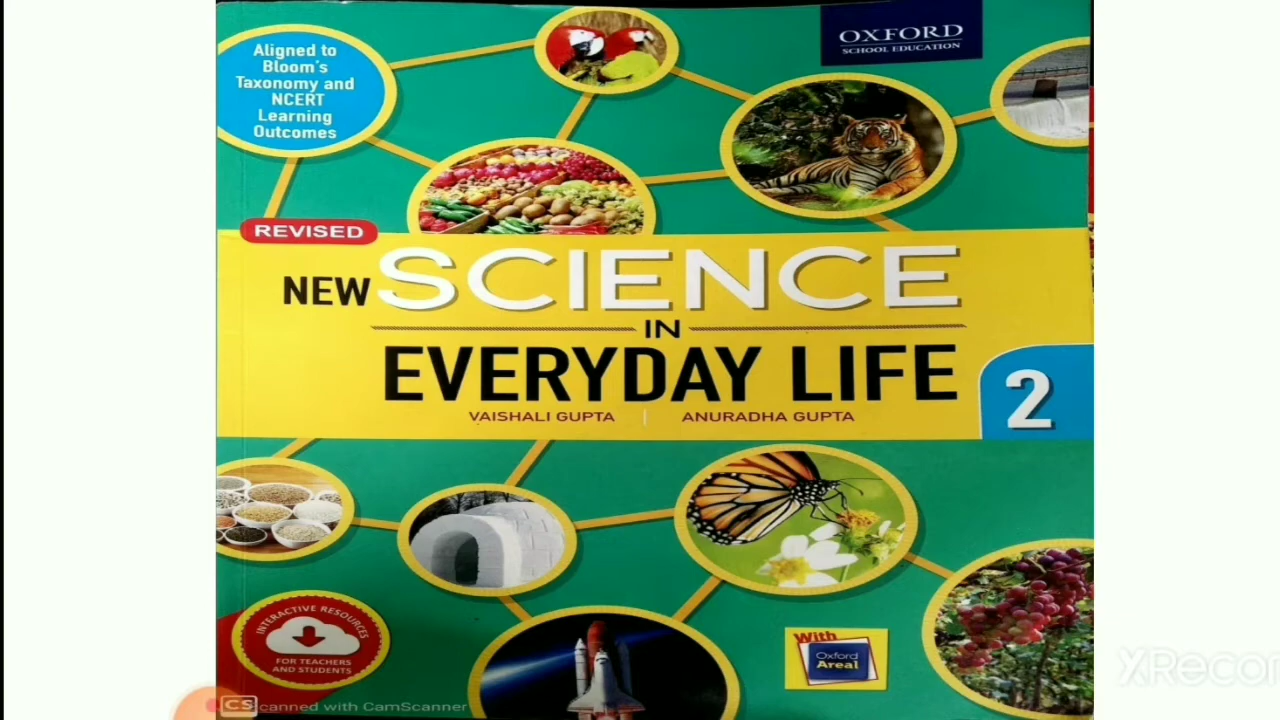 Aligned to
Bloom's
Taxonomy and
NCERT
Learning
Outcomes
OXFORD
SCHOOL EDUCATION
REVISED
NEW SCIENCE
IN
EVERYDAY LIFE
2
VAISHALI GUPTA | ANURADHA GUPTA
INTERACTIVE RESOURCES
FOR TEACHERS
AND STUDENTS
With
Oxford
Areal
CS canned with CamScanner
XRecor